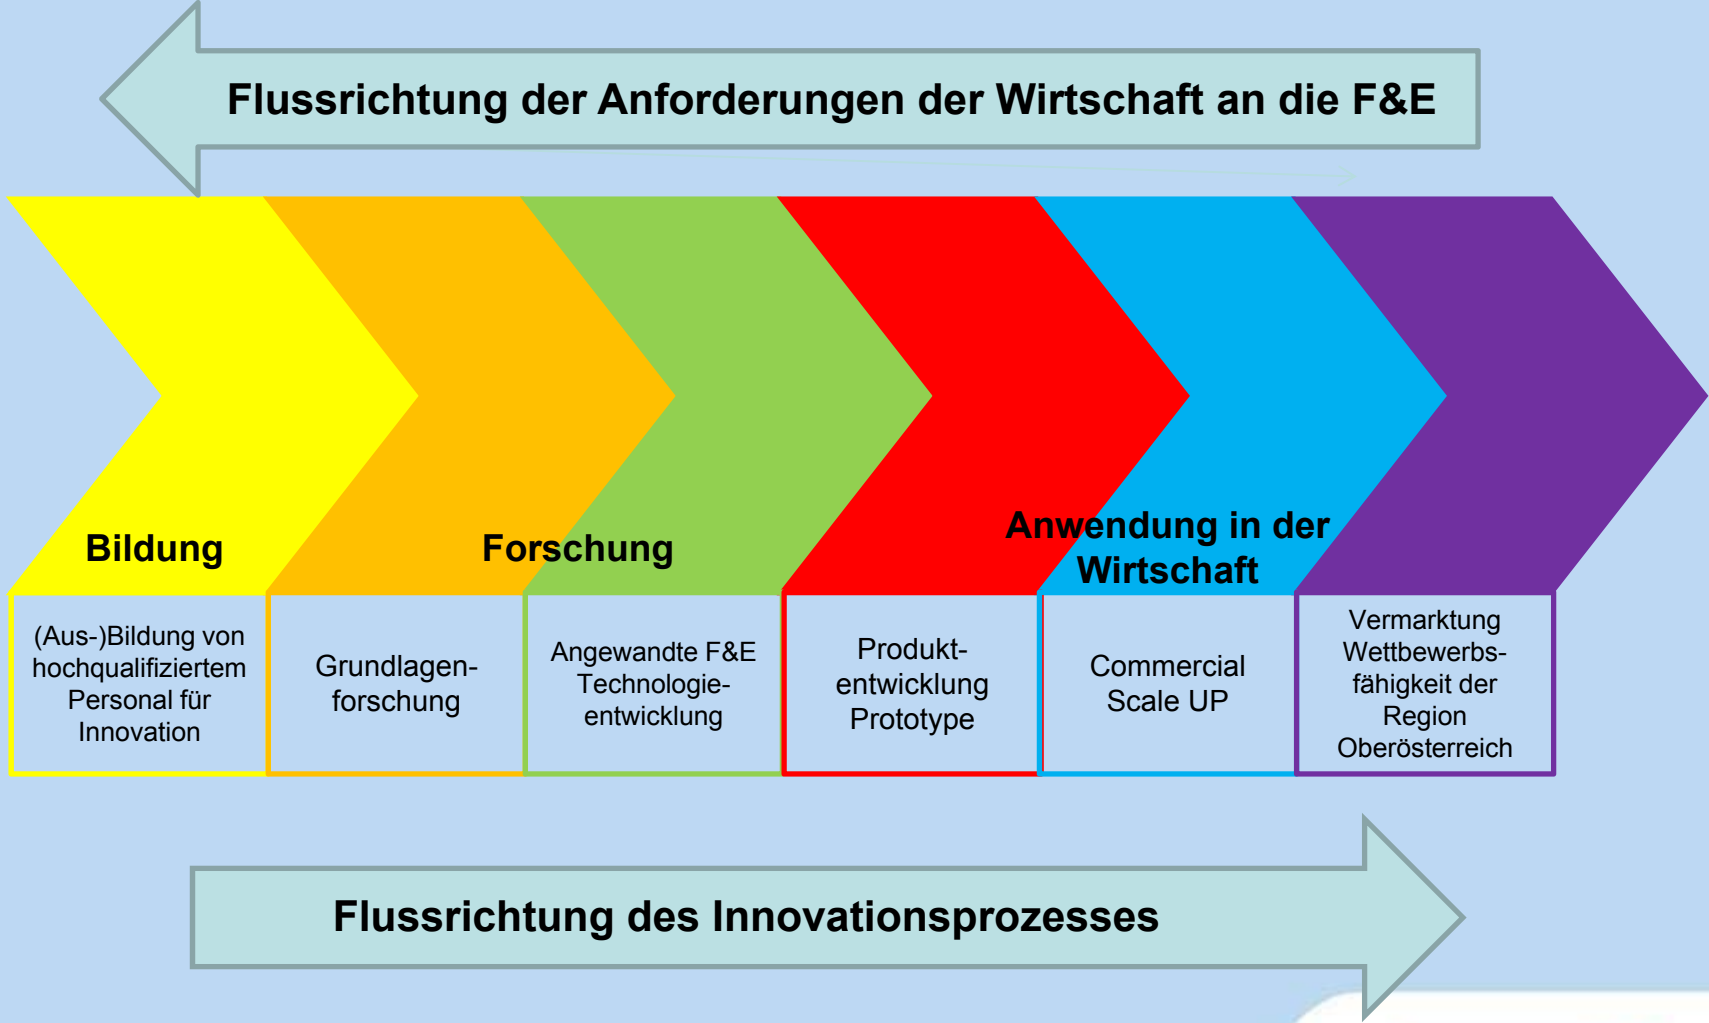 Flussrichtung der Anforderungen der Wirtschaft an die F&E
Bildung
Forschung
Anwendung in der
Wirtschaft
(Aus-)Bildung von
hochqualifiziertem
Personal für
Innovation
Grundlagen-
forschung
Angewandte F&E
Technologie-
entwicklung
Produkt-
entwicklung
Prototype
Commercial
Scale UP
Vermarktung
Wettbewerbs-
fähigkeit der
Region
Oberösterreich
Flussrichtung des Innovationsprozesses